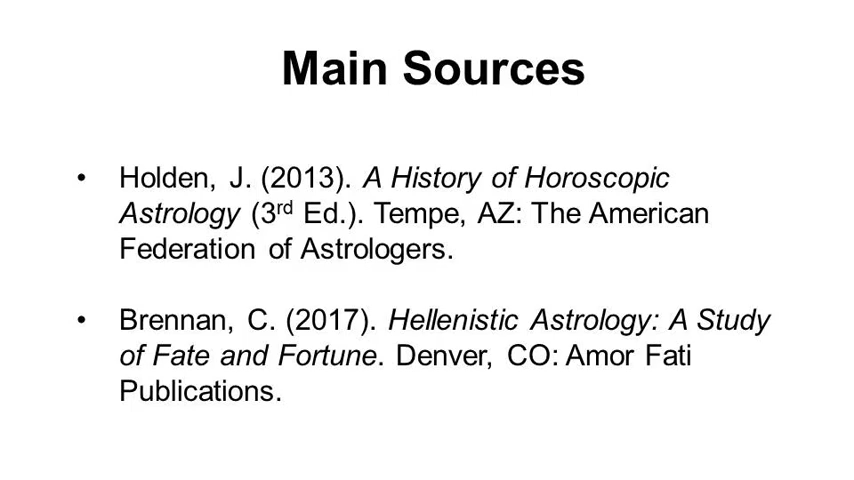 Main Sources
• Holden, J. (2013). A History of Horoscopic
Astrology (3rd Ed.). Tempe, AZ: The American
Federation of Astrologers.
• Brennan, C. (2017). Hellenistic Astrology: A Study
of Fate and Fortune. Denver, CO: Amor Fati
Publications.